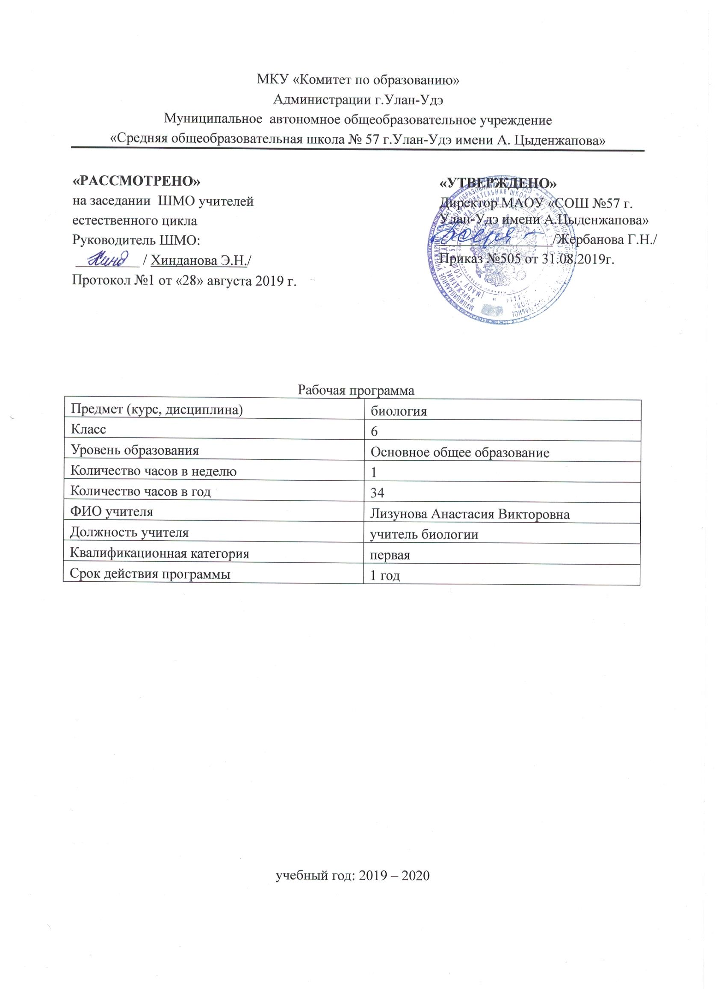 МКУ «Комитет по образованию»
Администрации г.Улан-Удэ
Муниципальное автономное общеобразовательное учреждение
«Средняя общеобразовательная школа № 57 г.Улан-Удэ имени А. Цыденжапова»
«РАССМОТРЕНО»
на заседании ШМО учителей
естественного цикла
Руководитель ШМО:
/ Хинданова Э.Н./
Протокол №1 от «28» августа 2019 г.
«УТВЕРЖДЕНО»
Директор МАОУ «СОШ №57 г.
Улан-Удэ имени А.Цыденжапова»
/Жербанова Г.Н./
Приказ №505 от 31.08.2019г.
Рабочая программа
Предмет (курс, дисциплина) биология
Класс 6
Уровень образования Основное общее образование
Количество часов в неделю 1
Количество часов в год 34
ФИО учителя Лизунова Анастасия Викторовна
Должность учителя учитель биологии
Квалификационная категория первая
Срок действия программы 1 год
учебный год: 2019 – 2020